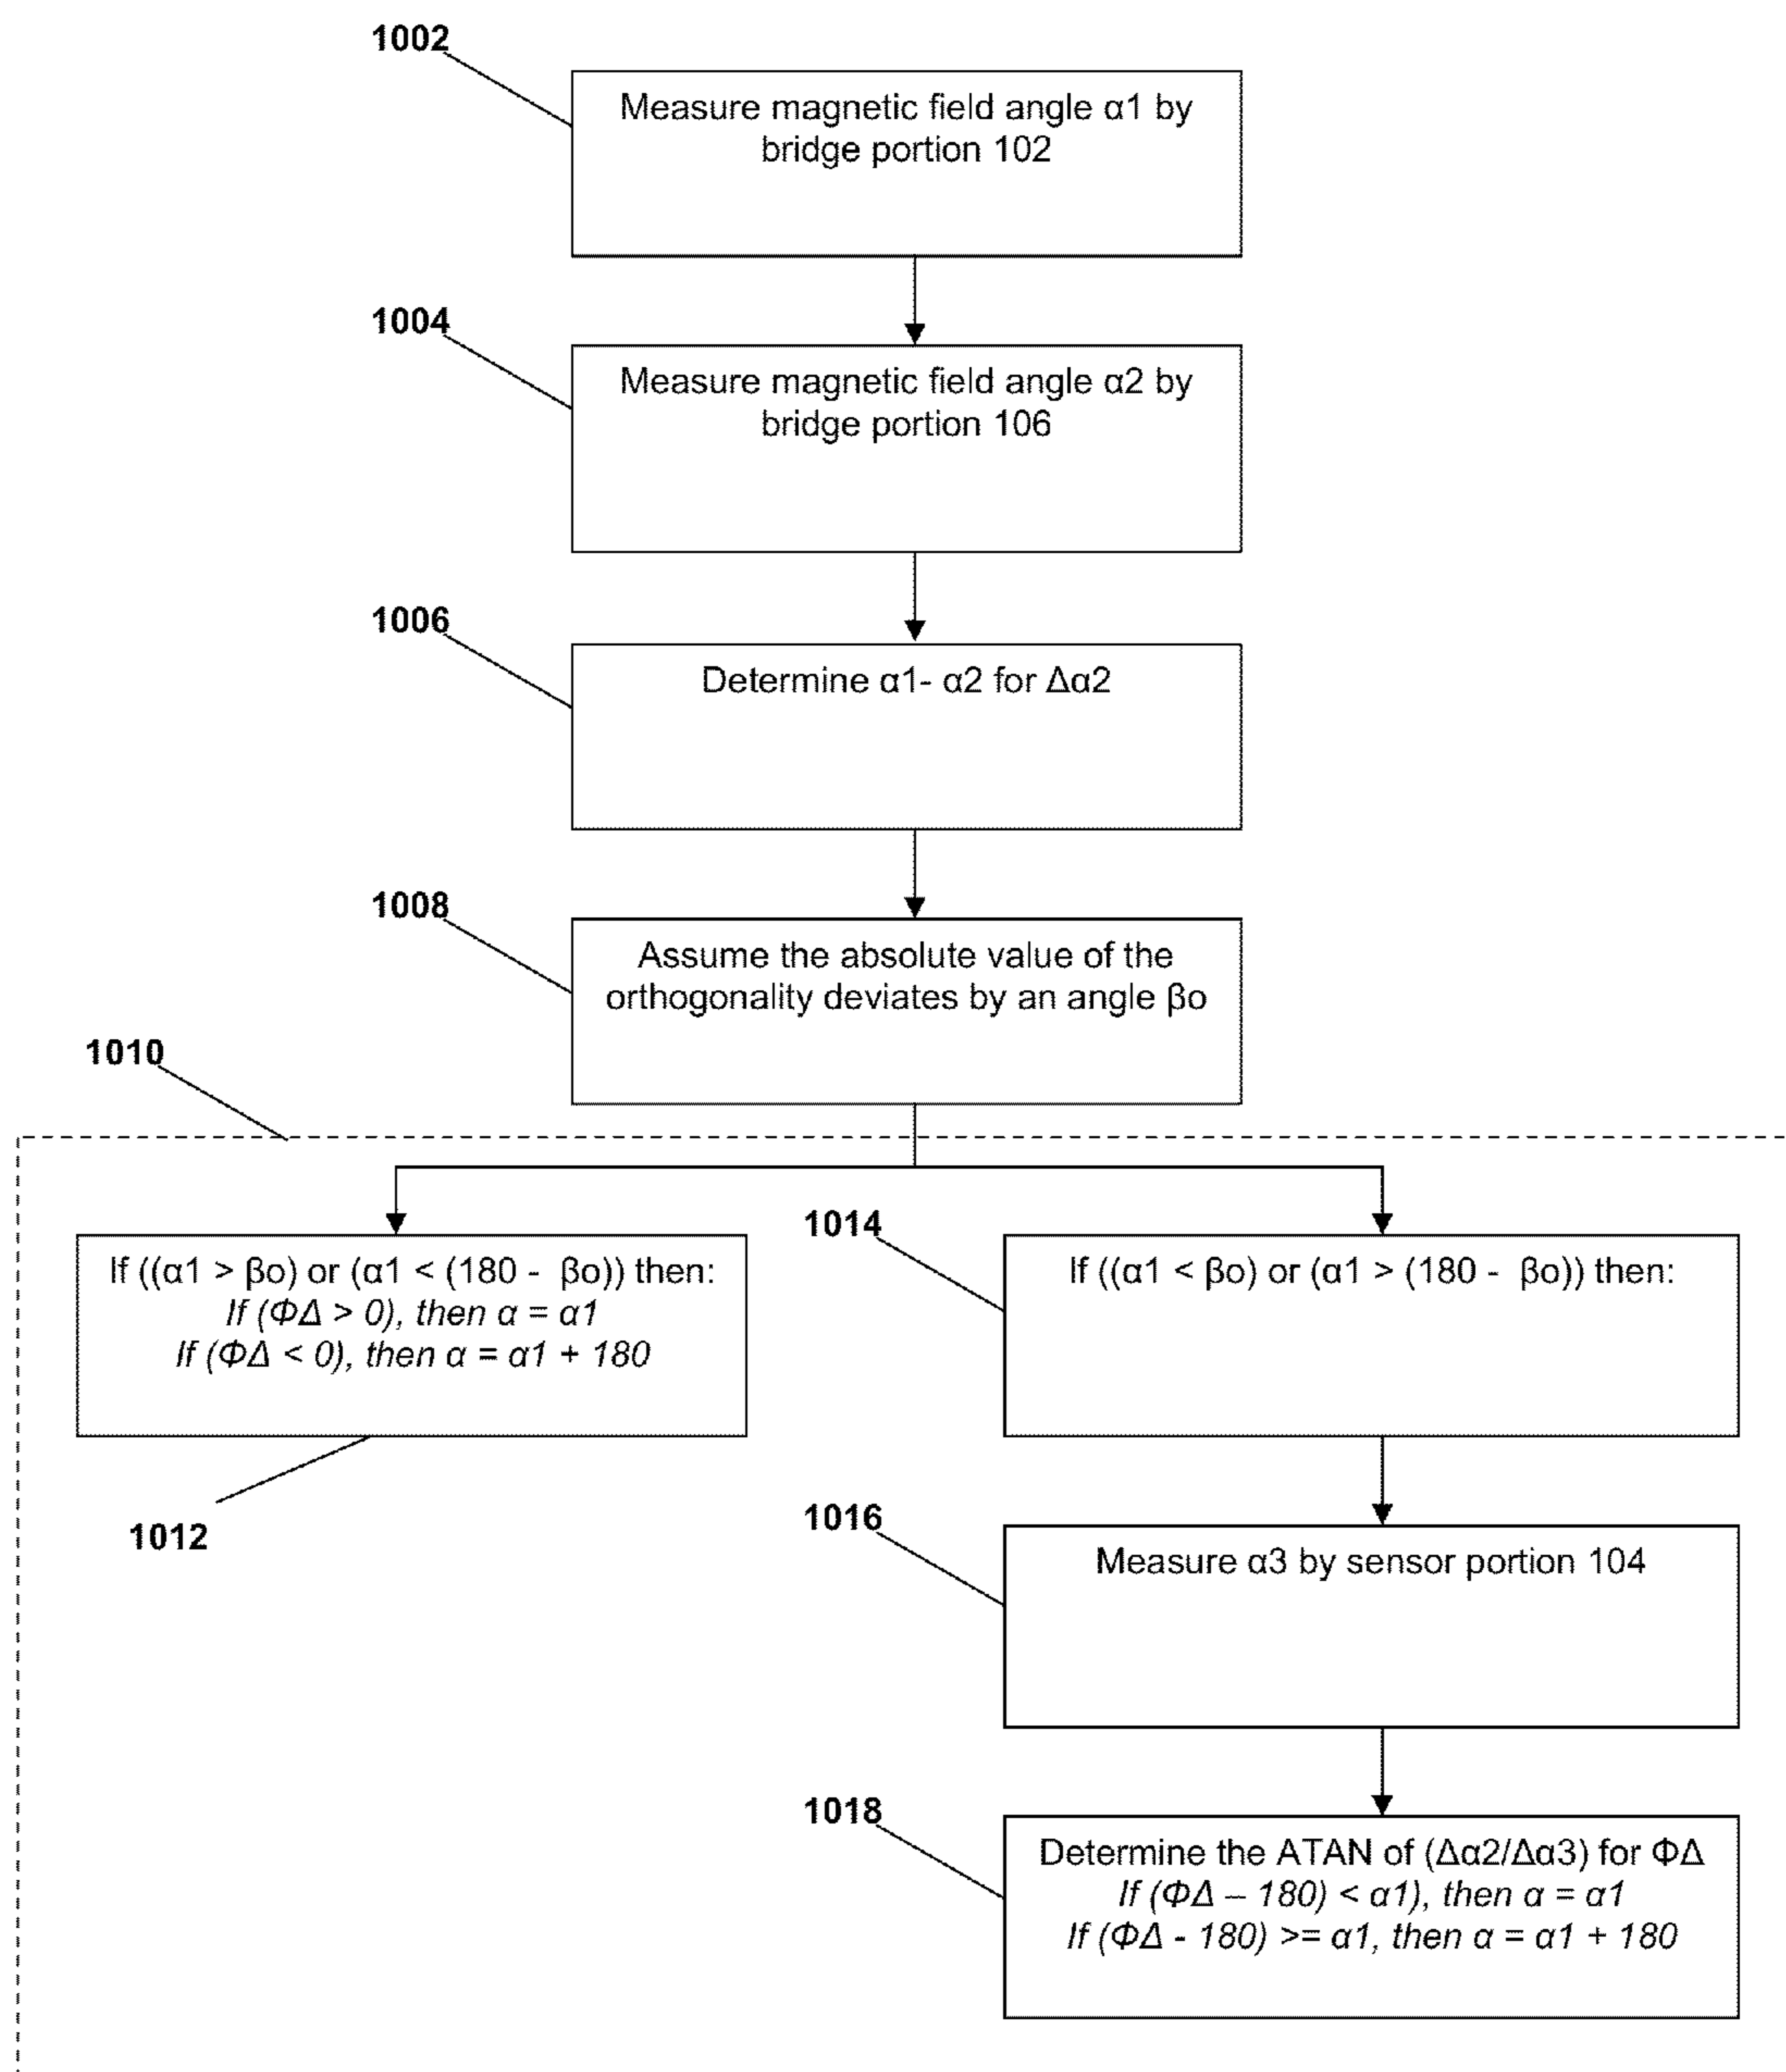 1002
Measure magnetic field angle α1 by
bridge portion 102
1004
Measure magnetic field angle α2 by
bridge portion 106
1006
Determine α1- α2 for Δα2
1008
Assume the absolute value of the
orthogonality deviates by an angle βo
1010
If ((α1 > βo) or (α1 < (180 - βo)) then:
If (ΦΔ > 0), then α = α1
If (ΦΔ < 0), then α = α1 + 180
1012
1014
If ((α1 < βo) or (α1 > (180 - βo)) then:
1016
Measure α3 by sensor portion 104
1018
Determine the ATAN of (Δα2/Δα3) for ΦΔ
If (ΦΔ – 180) < α1), then α = α1
If (ΦΔ - 180) >= α1, then α = α1 + 180